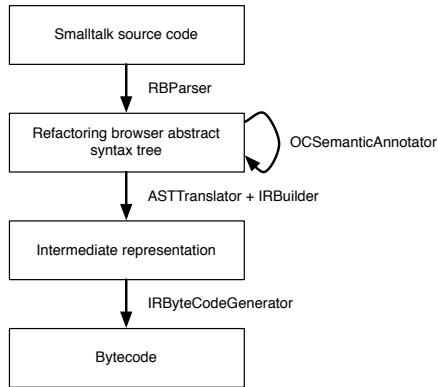 Smalltalk source code
RBParser
Refactoring browser abstract
syntax tree
OCSemanticAnnotator
ASTTranslator + IRBuilder
Intermediate representation
IRByteCodeGenerator
Bytecode